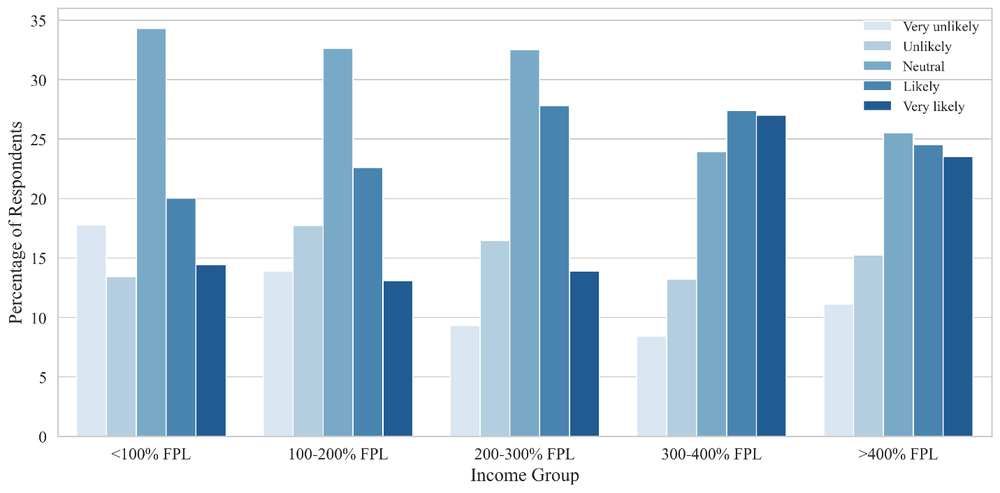 35
30
25
20
15
10
5
0
Percentage of Respondents
Very unlikely
Unlikely
Neutral
Likely
Very likely
<100% FPL
100-200% FPL
200-300% FPL
300-400% FPL
>400% FPL
Income Group